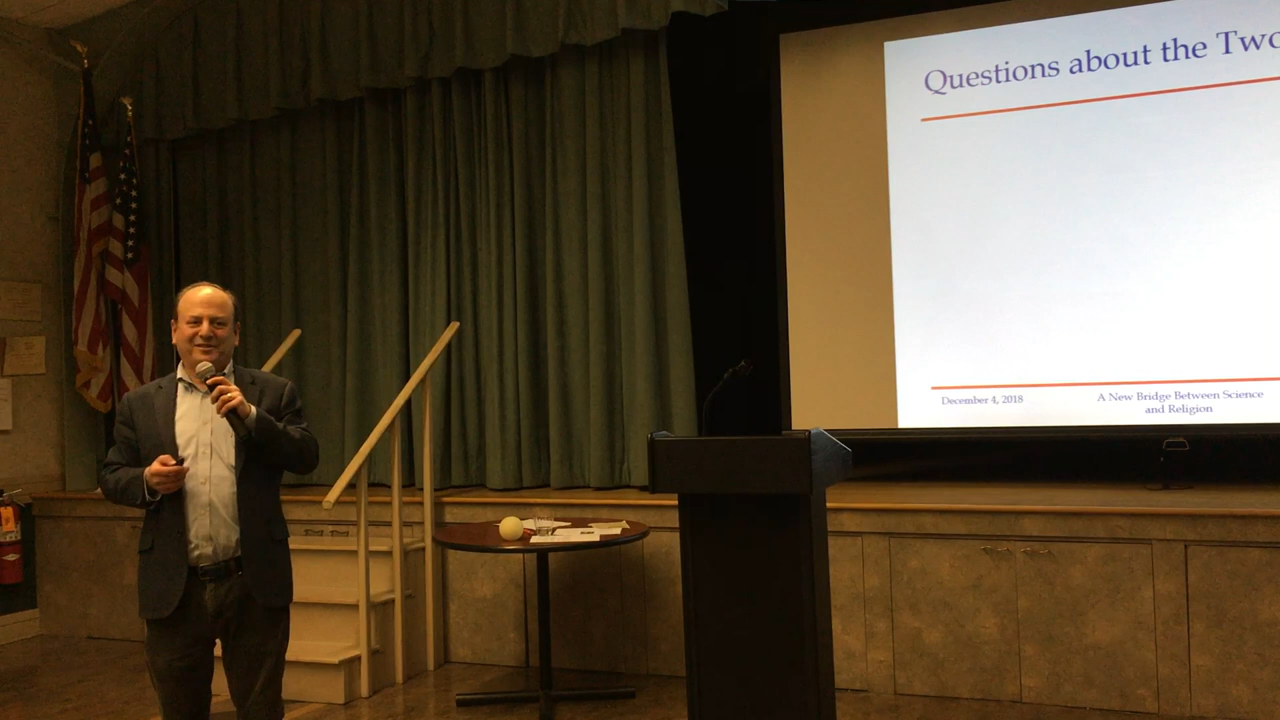 Questions about the Two
December 4, 2018
A New Bridge Between Science
and Religion